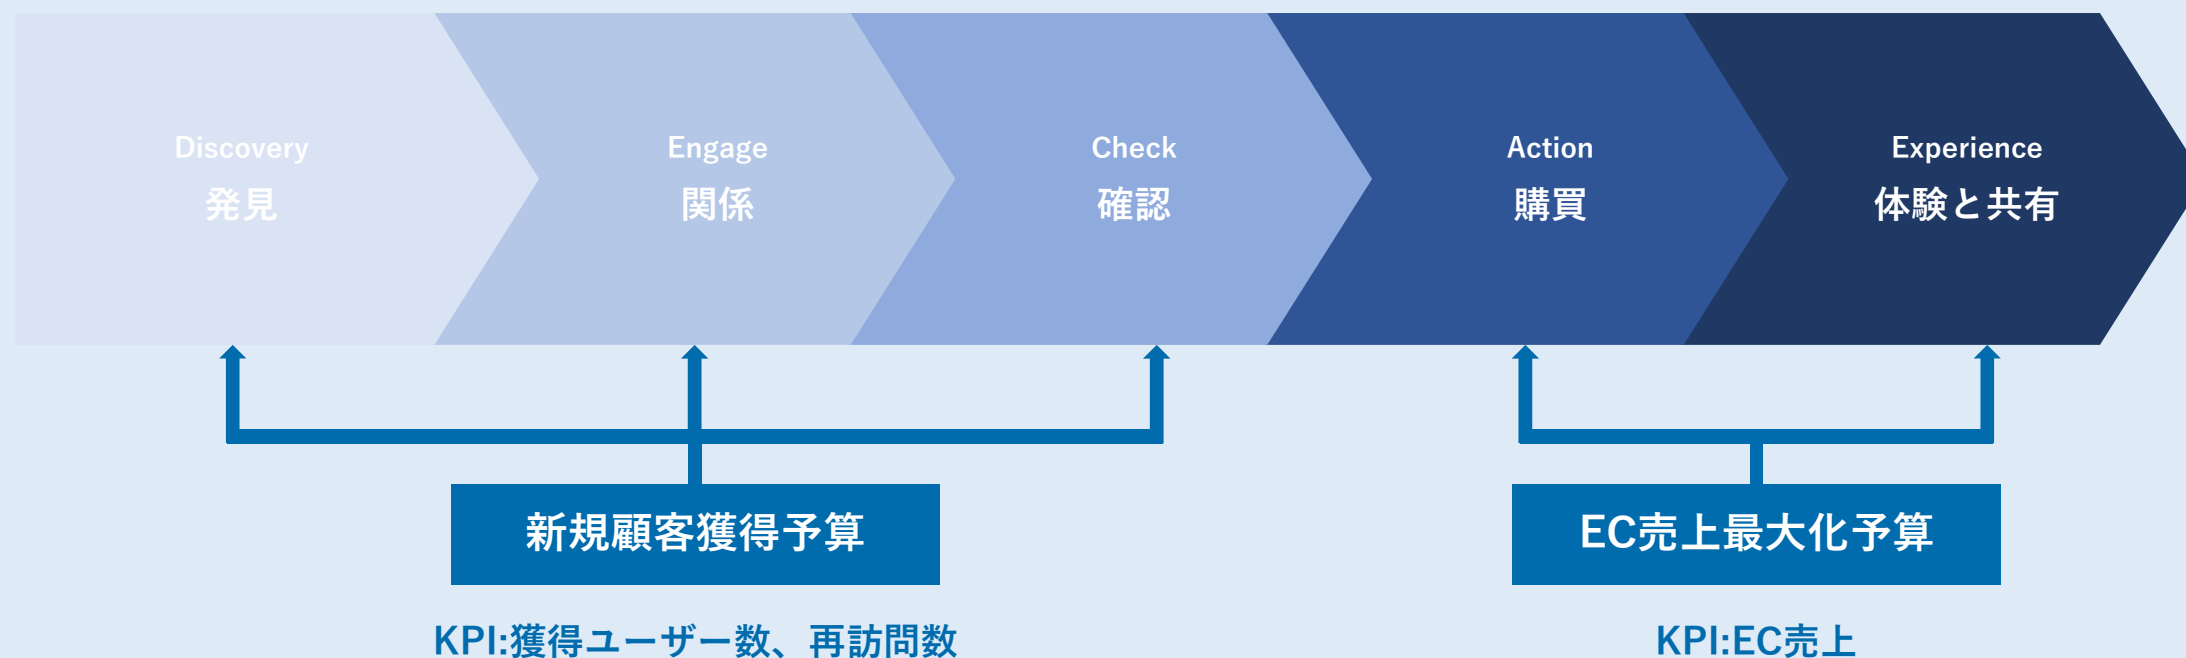 Discovery
発見
Engage
関係
Check
確認
Action
購買
Experience
体験と共有
新規顧客獲得予算
KPI:獲得ユーザー数、再訪問数
EC売上最大化予算
KPI:EC売上